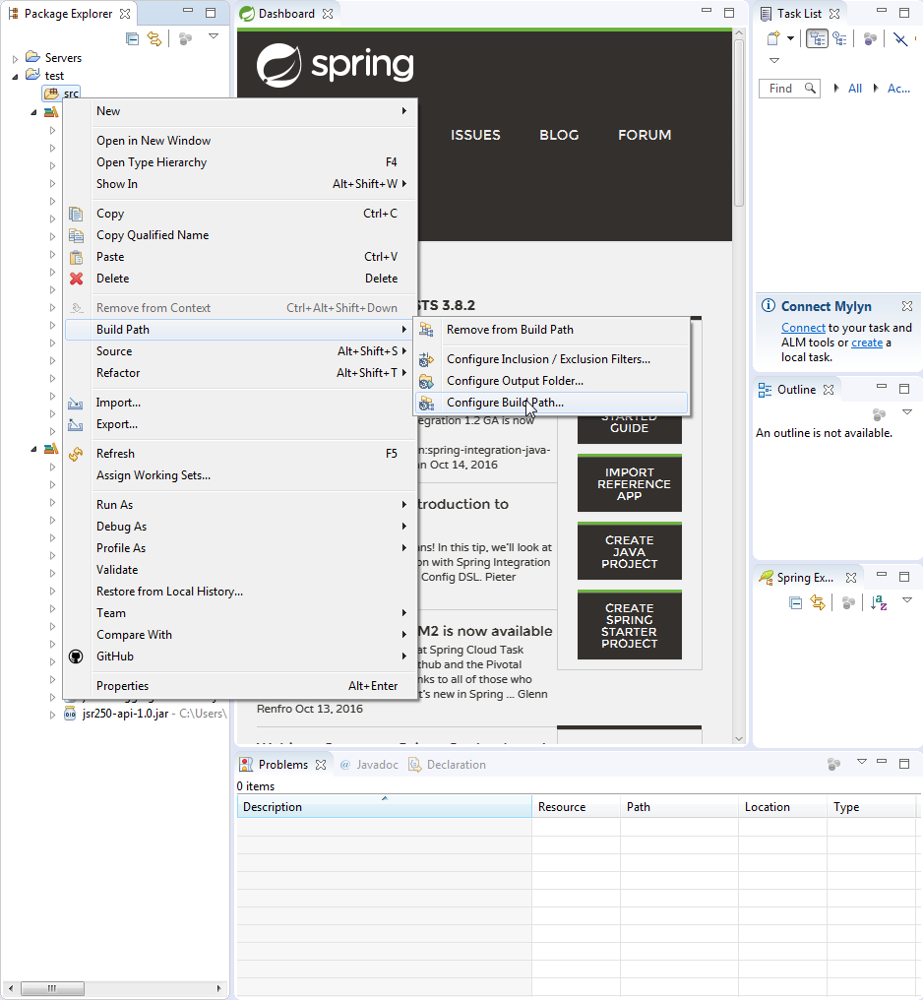 Package Explorer
Servers
test
src
jsr250-api-1.0.jar - C:\Users\
New
Open in New Window
Open Type Hierarchy F4
Show In Alt+Shift+W
Copy Ctrl+C
Copy Qualified Name
Paste Ctrl+V
Delete Delete
Remove from Context Ctrl+Alt+Shift+Down
Build Path
Source Alt+Shift+S
Refactor Alt+Shift+T
Import...
Export...
Refresh F5
Assign Working Sets...
Run As
Debug As
Profile As
Validate
Restore from Local History...
Team
Compare With
GitHub
Properties Alt+Enter
Remove from Build Path
Configure Inclusion / Exclusion Filters...
Configure Output Folder...
Configure Build Path...
Dashboard
spring
ISSUES BLOG FORUM
STS 3.8.2
egration 1.2 GA is now
n:spring-integration-java-
n Oct 14, 2016
troduction to
ans! In this tip, we'll look at
on with Spring Integration
Config DSL. Pieter
M2 is now available
at Spring Cloud Task
thub and the Pivotal
nks to all of those who
t's new in Spring ... Glenn
Renfro Oct 13, 2016
STARTED
GUIDE
IMPORT
REFERENCE
APP
CREATE
JAVA
PROJECT
CREATE
SPRING
STARTER
PROJECT
Task List
Find All Ac...
Connect Mylyn
Connect to your task and
ALM tools or create a
local task.
Outline
An outline is not available.
Spring Ex...
Problems Javadoc Declaration
0 items
Description Resource Path Location Type